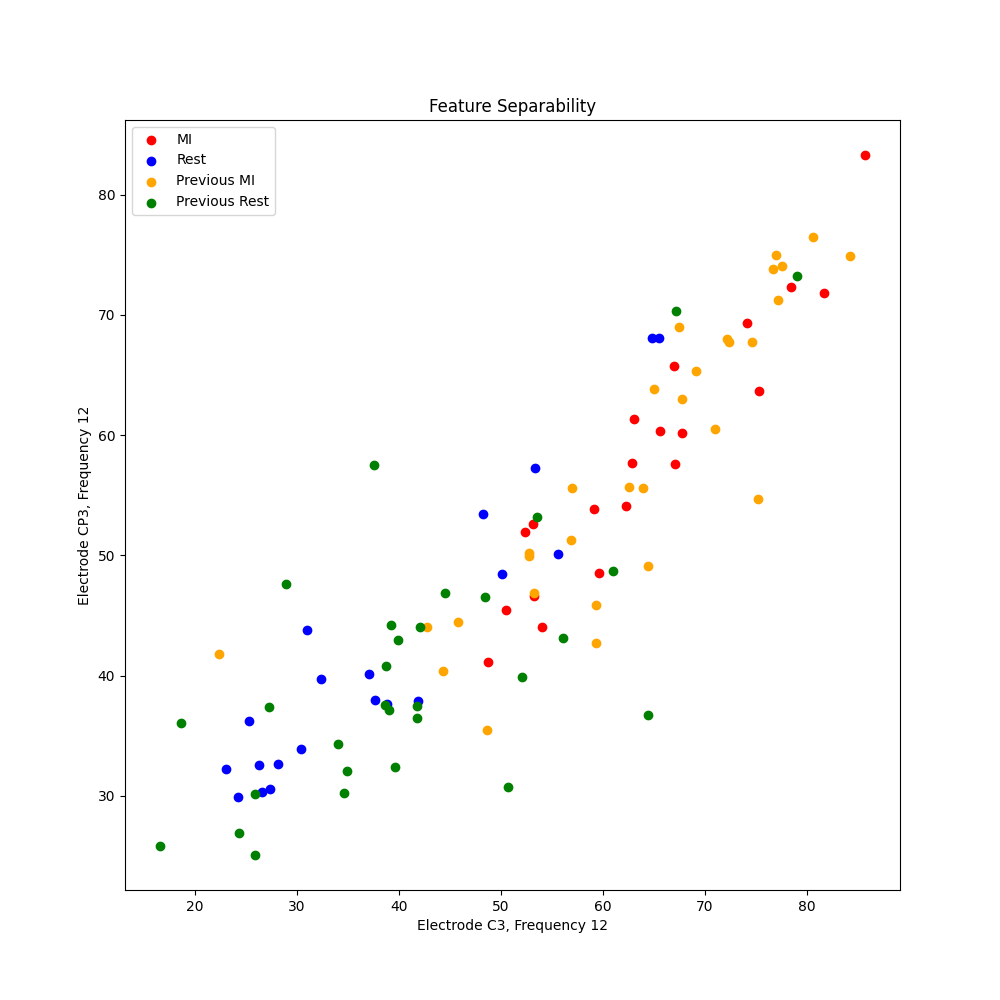 Feature Separability
MI
Rest
Previous MI
Previous Rest
80
70
60
50
40
30
Electrode CP3, Frequency 12
20 30 40 50 60 70 80
Electrode C3, Frequency 12